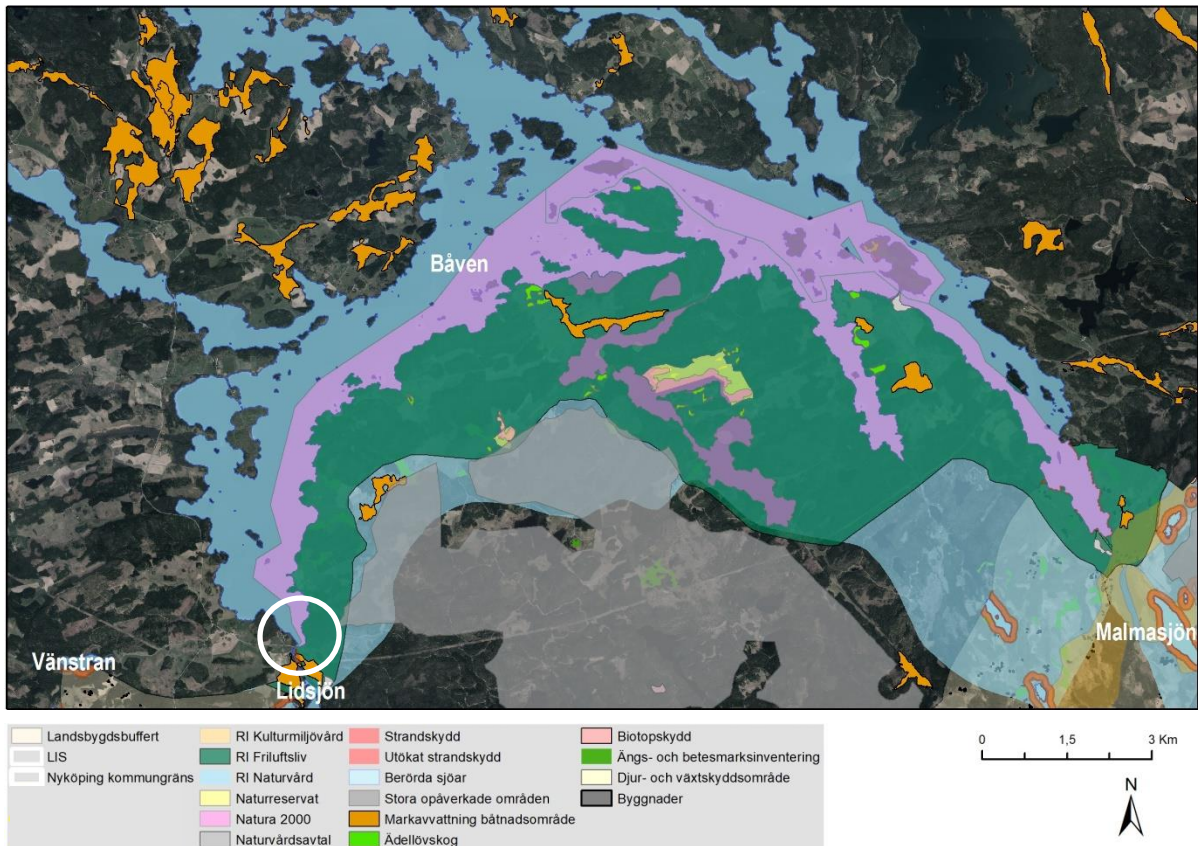 Båven
Vänstran
Lidsjön
Malmasjön
Landsbygdsbuffert
LIS
Nyköping kommungräns
RI Kulturmiljövård
RI Friluftsliv
RI Naturvård
Naturreservat
Natura 2000
Naturvårdsavtal
Strandskydd
Utökat strandskydd
Berörda sjöar
Stora opåverkade områden
Markavvattning båtnadsområde
Ädellövskog
Biotopskydd
Ängs- och betesmarksinventering
Djur- och växtskyddsområde
Byggnader
0 1,5 3 Km
N